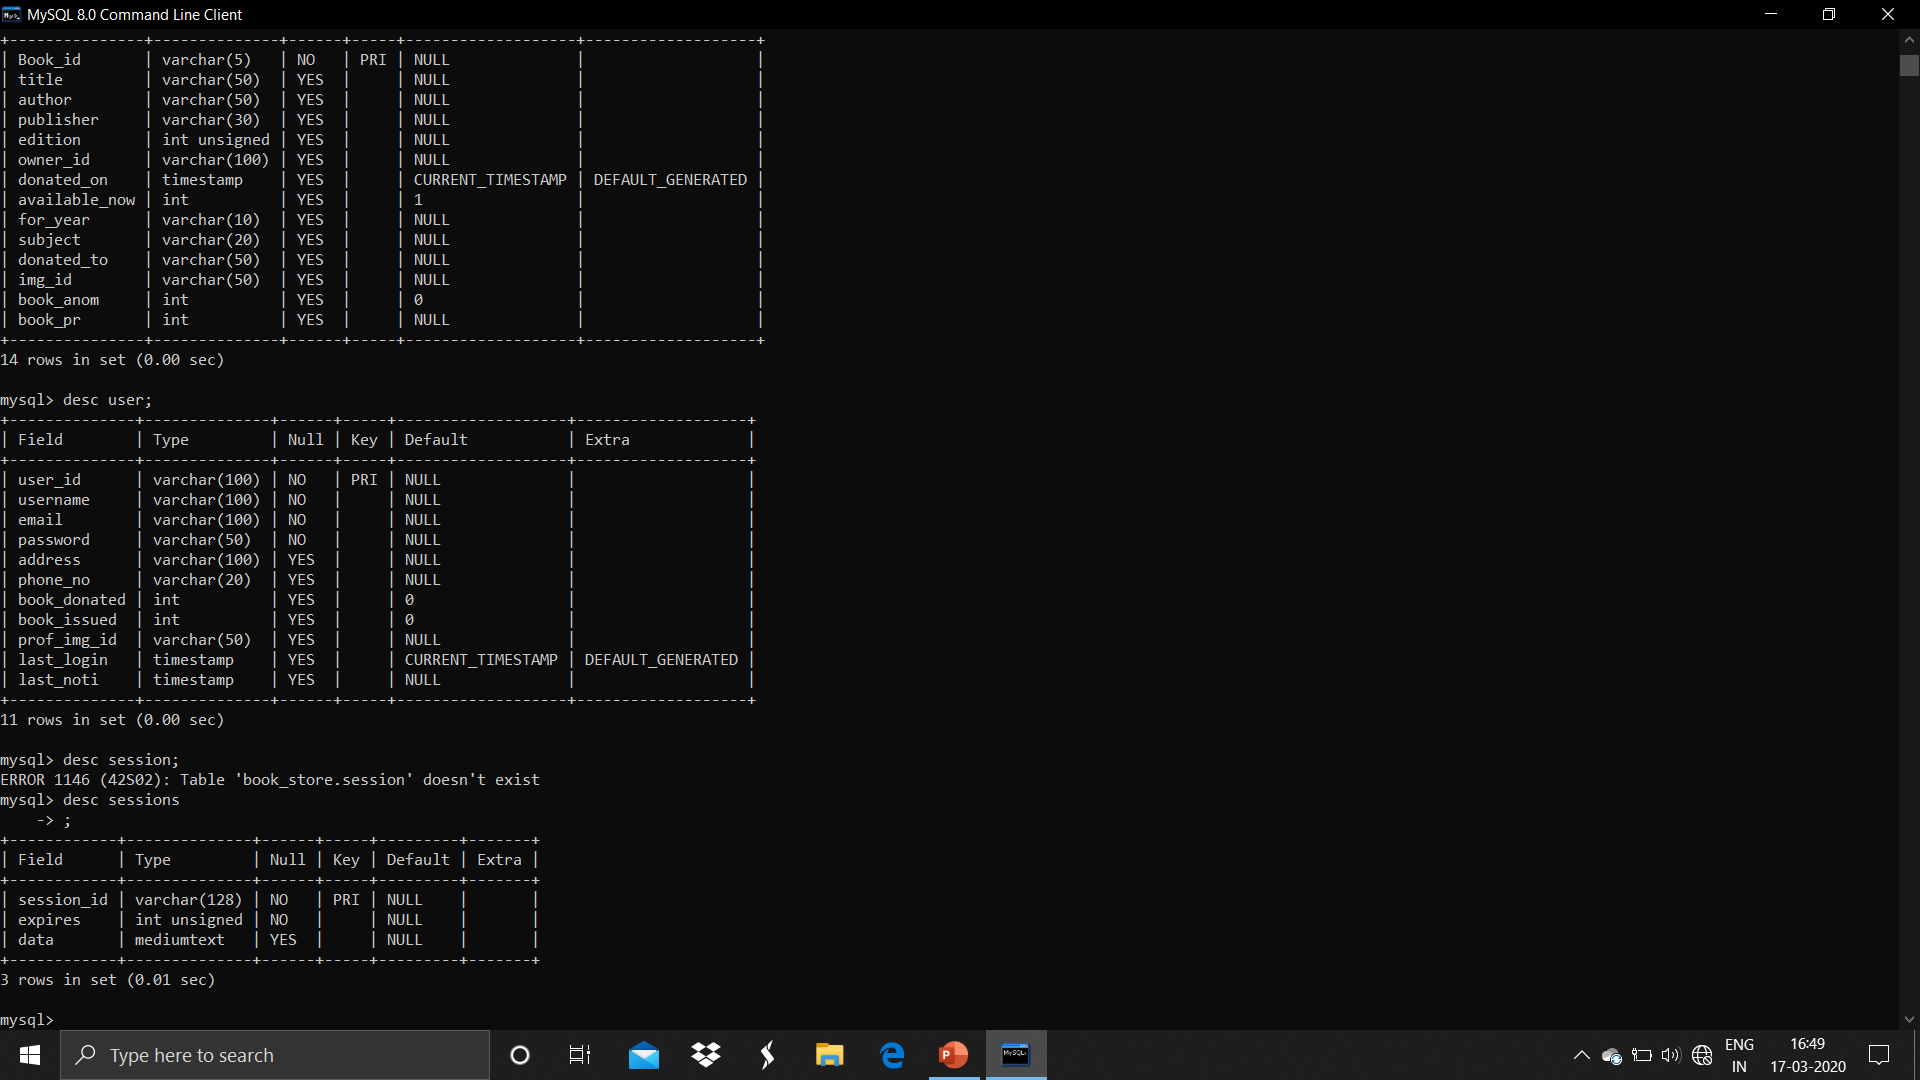 MySQL 8.0 Command Line Client
+---------------+--------------+------+-----+-------------------+-------------------+
| Book_id       | varchar(5)   | NO   | PRI | NULL              |                   |
| title         | varchar(50)  | YES  |     | NULL              |                   |
| author        | varchar(50)  | YES  |     | NULL              |                   |
| publisher     | varchar(30)  | YES  |     | NULL              |                   |
| edition       | int unsigned | YES  |     | NULL              |                   |
| owner_id      | varchar(100) | YES  |     | NULL              |                   |
| donated_on    | timestamp    | YES  |     | CURRENT_TIMESTAMP | DEFAULT_GENERATED |
| available_now | int          | YES  |     | 1                 |                   |
| for_year      | varchar(10)  | YES  |     | NULL              |                   |
| subject       | varchar(20)  | YES  |     | NULL              |                   |
| donated_to    | varchar(50)  | YES  |     | NULL              |                   |
| img_id        | varchar(50)  | YES  |     | NULL              |                   |
| book_anom     | int          | YES  |     | 0                 |                   |
| book_pr       | int          | YES  |     | NULL              |                   |
+---------------+--------------+------+-----+-------------------+-------------------+
14 rows in set (0.00 sec)
mysql> desc user;
+--------------+--------------+------+-----+-------------------+-------------------+
| Field        | Type         | Null | Key | Default           | Extra             |
+--------------+--------------+------+-----+-------------------+-------------------+
| user_id      | varchar(100) | NO   | PRI | NULL              |                   |
| username     | varchar(100) | NO   |     | NULL              |                   |
| email        | varchar(100) | NO   |     | NULL              |                   |
| password     | varchar(50)  | NO   |     | NULL              |                   |
| address      | varchar(100) | YES  |     | NULL              |                   |
| phone_no     | varchar(20)  | YES  |     | NULL              |                   |
| book_donated | int          | YES  |     | 0                 |                   |
| book_issued  | int          | YES  |     | 0                 |                   |
| prof_img_id  | varchar(50)  | YES  |     | NULL              |                   |
| last_login   | timestamp    | YES  |     | CURRENT_TIMESTAMP | DEFAULT_GENERATED |
| last_noti    | timestamp    | YES  |     | NULL              |                   |
+--------------+--------------+------+-----+-------------------+-------------------+
11 rows in set (0.00 sec)
mysql> desc session;
ERROR 1146 (42S02): Table 'book_store.session' doesn't exist
mysql> desc sessions
    -> ;
+------------+--------------+------+-----+---------+-------+
| Field      | Type         | Null | Key | Default | Extra |
+------------+--------------+------+-----+---------+-------+
| session_id | varchar(128) | NO   | PRI | NULL    |       |
| expires    | int unsigned | NO   |     | NULL    |       |
| data       | mediumtext   | YES  |     | NULL    |       |
+------------+--------------+------+-----+---------+-------+
3 rows in set (0.01 sec)
mysql>
Type here to search
ENG
IN
16:49
17-03-2020